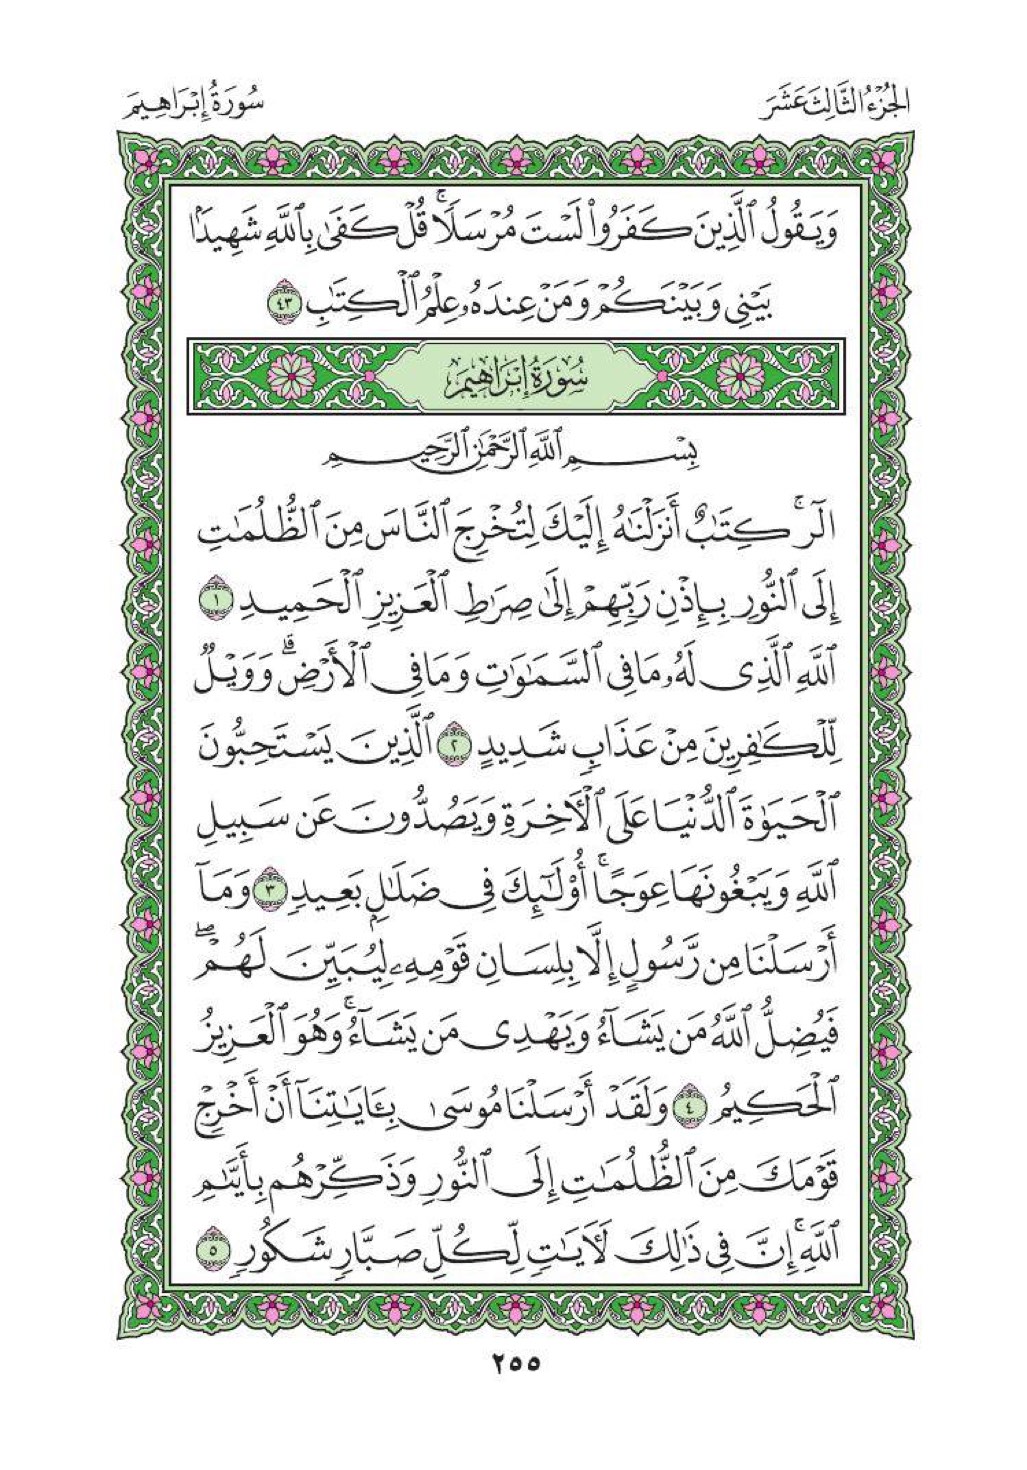 الجُزْءُ الثَّالِثَ عَشَرَ
سُورَةُ إِبْرَاهِيمَ
وَيَقُولُ ٱلَّذِينَ كَفَرُوا۟ لَسْتَ مُرْسَلًاۚ قُلْ كَفَىٰ بِٱللَّهِ شَهِيدًۢا
بَيْنِي وَبَيْنَكُمْ وَمَنْ عِندَهُۥ عِلْمُ ٱلْكِتَٰبِ ٤٣
سُورَةُ إِبْرَاهِيمَ
بِسْمِ ٱللَّهِ ٱلرَّحْمَٰنِ ٱلرَّحِيمِ
الٓرۚ كِتَٰبٌ أَنزَلْنَٰهُ إِلَيْكَ لِتُخْرِجَ ٱلنَّاسَ مِنَ ٱلظُّلُمَٰتِ
إِلَى ٱلنُّورِ بِإِذْنِ رَبِّهِمْ إِلَىٰ صِرَٰطِ ٱلْعَزِيزِ ٱلْحَمِيدِ ١
ٱللَّهِ ٱلَّذِى لَهُۥ مَا فِى ٱلسَّمَٰوَٰتِ وَمَا فِى ٱلْأَرْضِۗ وَوَيْلٌ
لِّلْكَٰفِرِينَ مِنْ عَذَابٍ شَدِيدٍ ٢ ٱلَّذِينَ يَسْتَحِبُّونَ
ٱلْحَيَوٰةَ ٱلدُّنْيَا عَلَى ٱلْءَاخِرَةِ وَيَصُدُّونَ عَن سَبِيلِ
ٱللَّهِ وَيَبْغُونَهَا عِوَجًاۚ أُو۟لَٰٓئِكَ فِى ضَلَٰلٍۭ بَعِيدٍ ٣ وَمَآ
أَرْسَلْنَا مِن رَّسُولٍ إِلَّا بِلِسَانِ قَوْمِهِۦ لِيُبَيِّنَ لَهُمْۖ
فَيُضِلُّ ٱللَّهُ مَن يَشَآءُ وَيَهْدِى مَن يَشَآءُۚ وَهُوَ ٱلْعَزِيزُ
ٱلْحَكِيمُ ٤ وَلَقَدْ أَرْسَلْنَا مُوسَىٰ بِـَٔايَٰتِنَآ أَنْ أَخْرِجْ
قَوْمَكَ مِنَ ٱلظُّلُمَٰتِ إِلَى ٱلنُّورِ وَذَكِّرْهُم بِأَيَّىٰمِ
ٱللَّهِۚ إِنَّ فِى ذَٰلِكَ لَءَايَٰتٍ لِّكُلِّ صَبَّارٍ شَكُورٍ ٥
٢٥٥